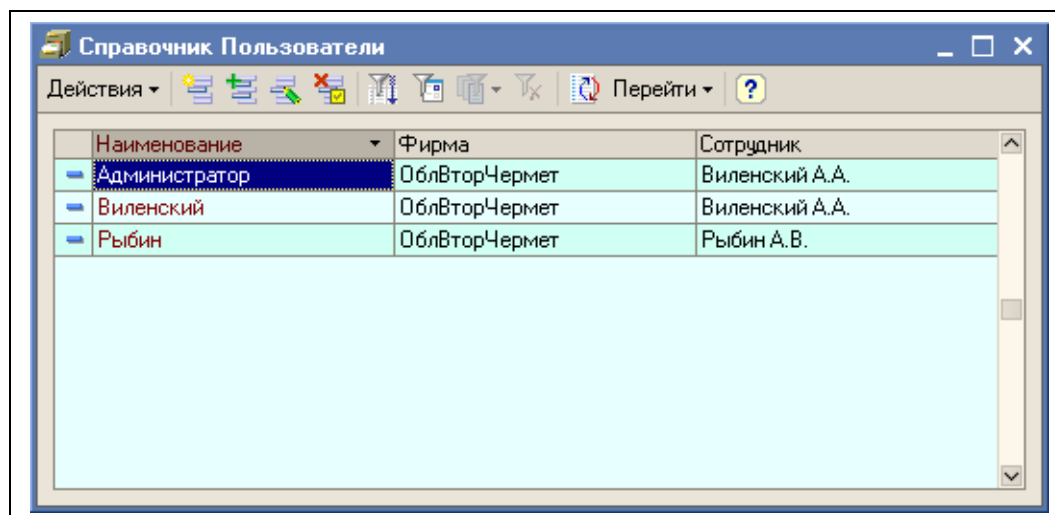 Справочник Пользователи
Действия Перейти ?
Наименование Фирма Сотрудник
Администратор ОблВторЧермет Виленский А.А.
Виленский ОблВторЧермет Виленский А.А.
Рыбин ОблВторЧермет Рыбин А.В.